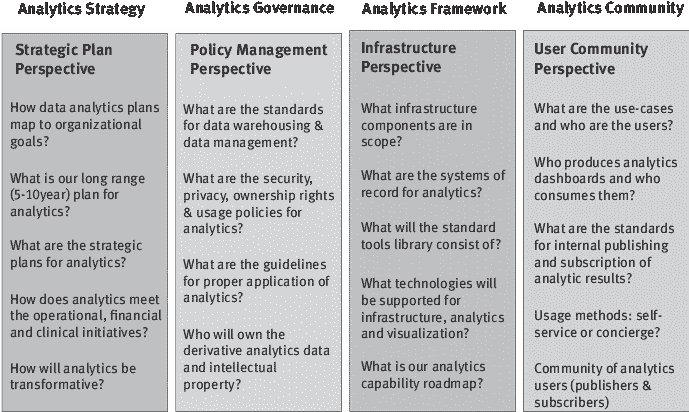 Analytics Strategy
Strategic Plan
Perspective
How data analytics plans
map to organizational
goals?
What is our long range
(5-10year) plan for
analytics?
What are the strategic
plans for analytics?
How does analytics meet
the operational, financial
and clinical initiatives?
How will analytics be
transformative?
Analytics Governance
Policy Management
Perspective
What are the standards
for data warehousing &
data management?
What are the security,
privacy, ownership rights
& usage policies for
analytics?
What are the guidelines
for proper application of
analytics?
Who will own the
derivative analytics data
and intellectual
property?
Analytics Framework
Infrastructure
Perspective
What infrastructure
components are in
scope?
What are the systems of
record for analytics?
What will the standard
tools library consist of?
What technologies will
be supported for
infrastructure, analytics
and visualization?
What is our analytics
capability roadmap?
Analytics Community
User Community
Perspective
What are the use-cases
and who are the users?
Who produces analytics
dashboards and who
consumes them?
What are the standards
for internal publishing
and subscription of
analytic results?
Usage methods: self-
service or concierge?
Community of analytics
users (publishers &
subscribers)